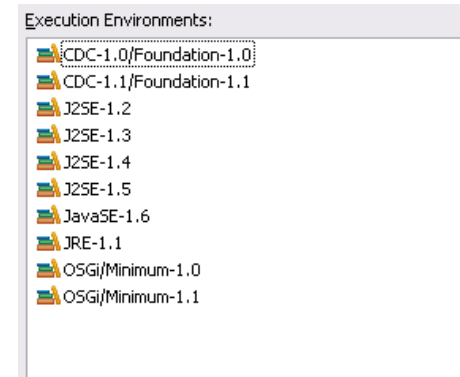 Execution Environments:
CDC-1.0/Foundation-1.0
CDC-1.1/Foundation-1.1
J2SE-1.2
J2SE-1.3
J2SE-1.4
J2SE-1.5
JavaSE-1.6
JRE-1.1
OSGi/Minimum-1.0
OSGi/Minimum-1.1